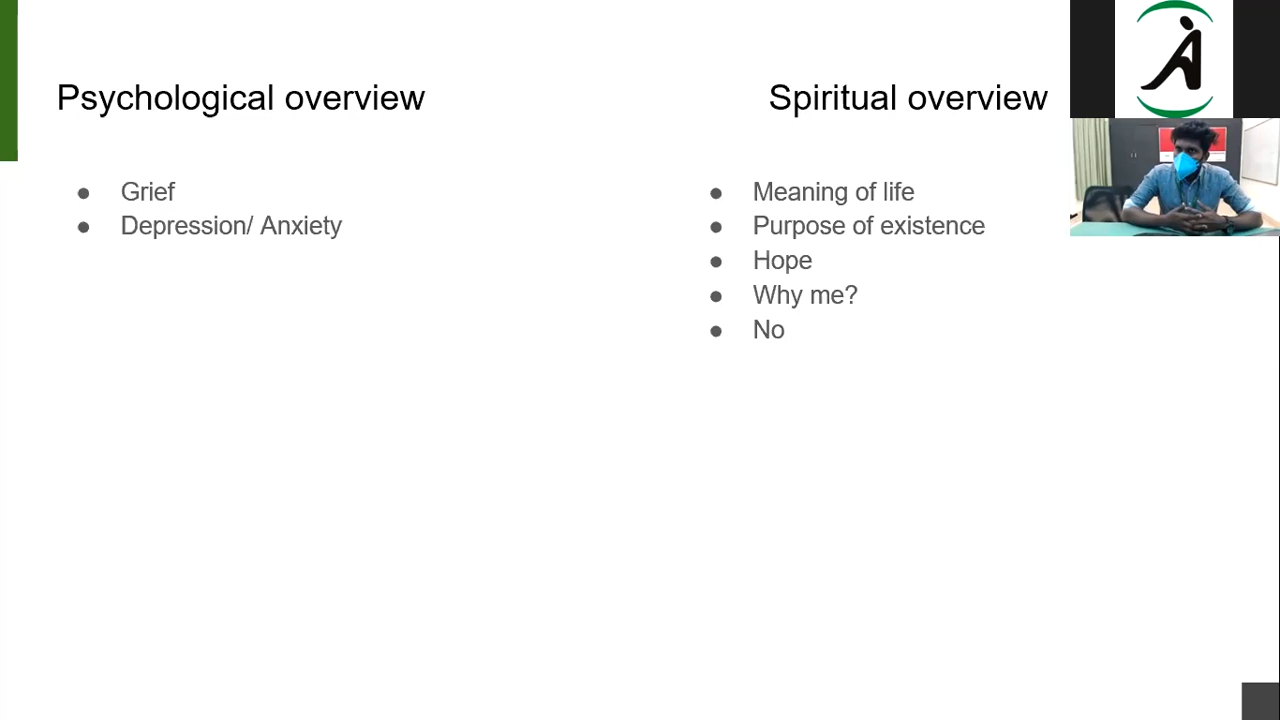 Psychological overview
Grief
Depression/ Anxiety
Spiritual overview
Meaning of life
Purpose of existence
Hope
Why me?
No